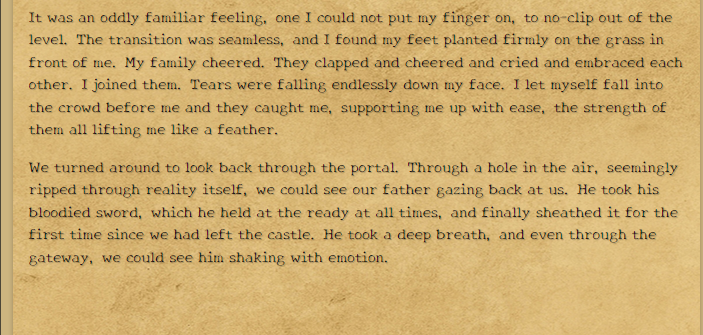 It was an oddly familiar feeling, one I could not put my finger on, to no-clip out of the
level. The transition was seamless, and I found my feet planted firmly on the grass in
front of me. My family cheered. They clapped and cheered and cried and embraced each
other. I joined them. Tears were falling endlessly down my face. I let myself fall into
the crowd before me and they caught me, supporting me up with ease, the strength of
them all lifting me like a feather.
We turned around to look back through the portal. Through a hole in the air, seemingly
ripped through reality itself, we could see our father gazing back at us. He took his
bloodied sword, which he held at the ready at all times, and finally sheathed it for the
first time since we had left the castle. He took a deep breath, and even through the
gateway, we could see him shaking with emotion.